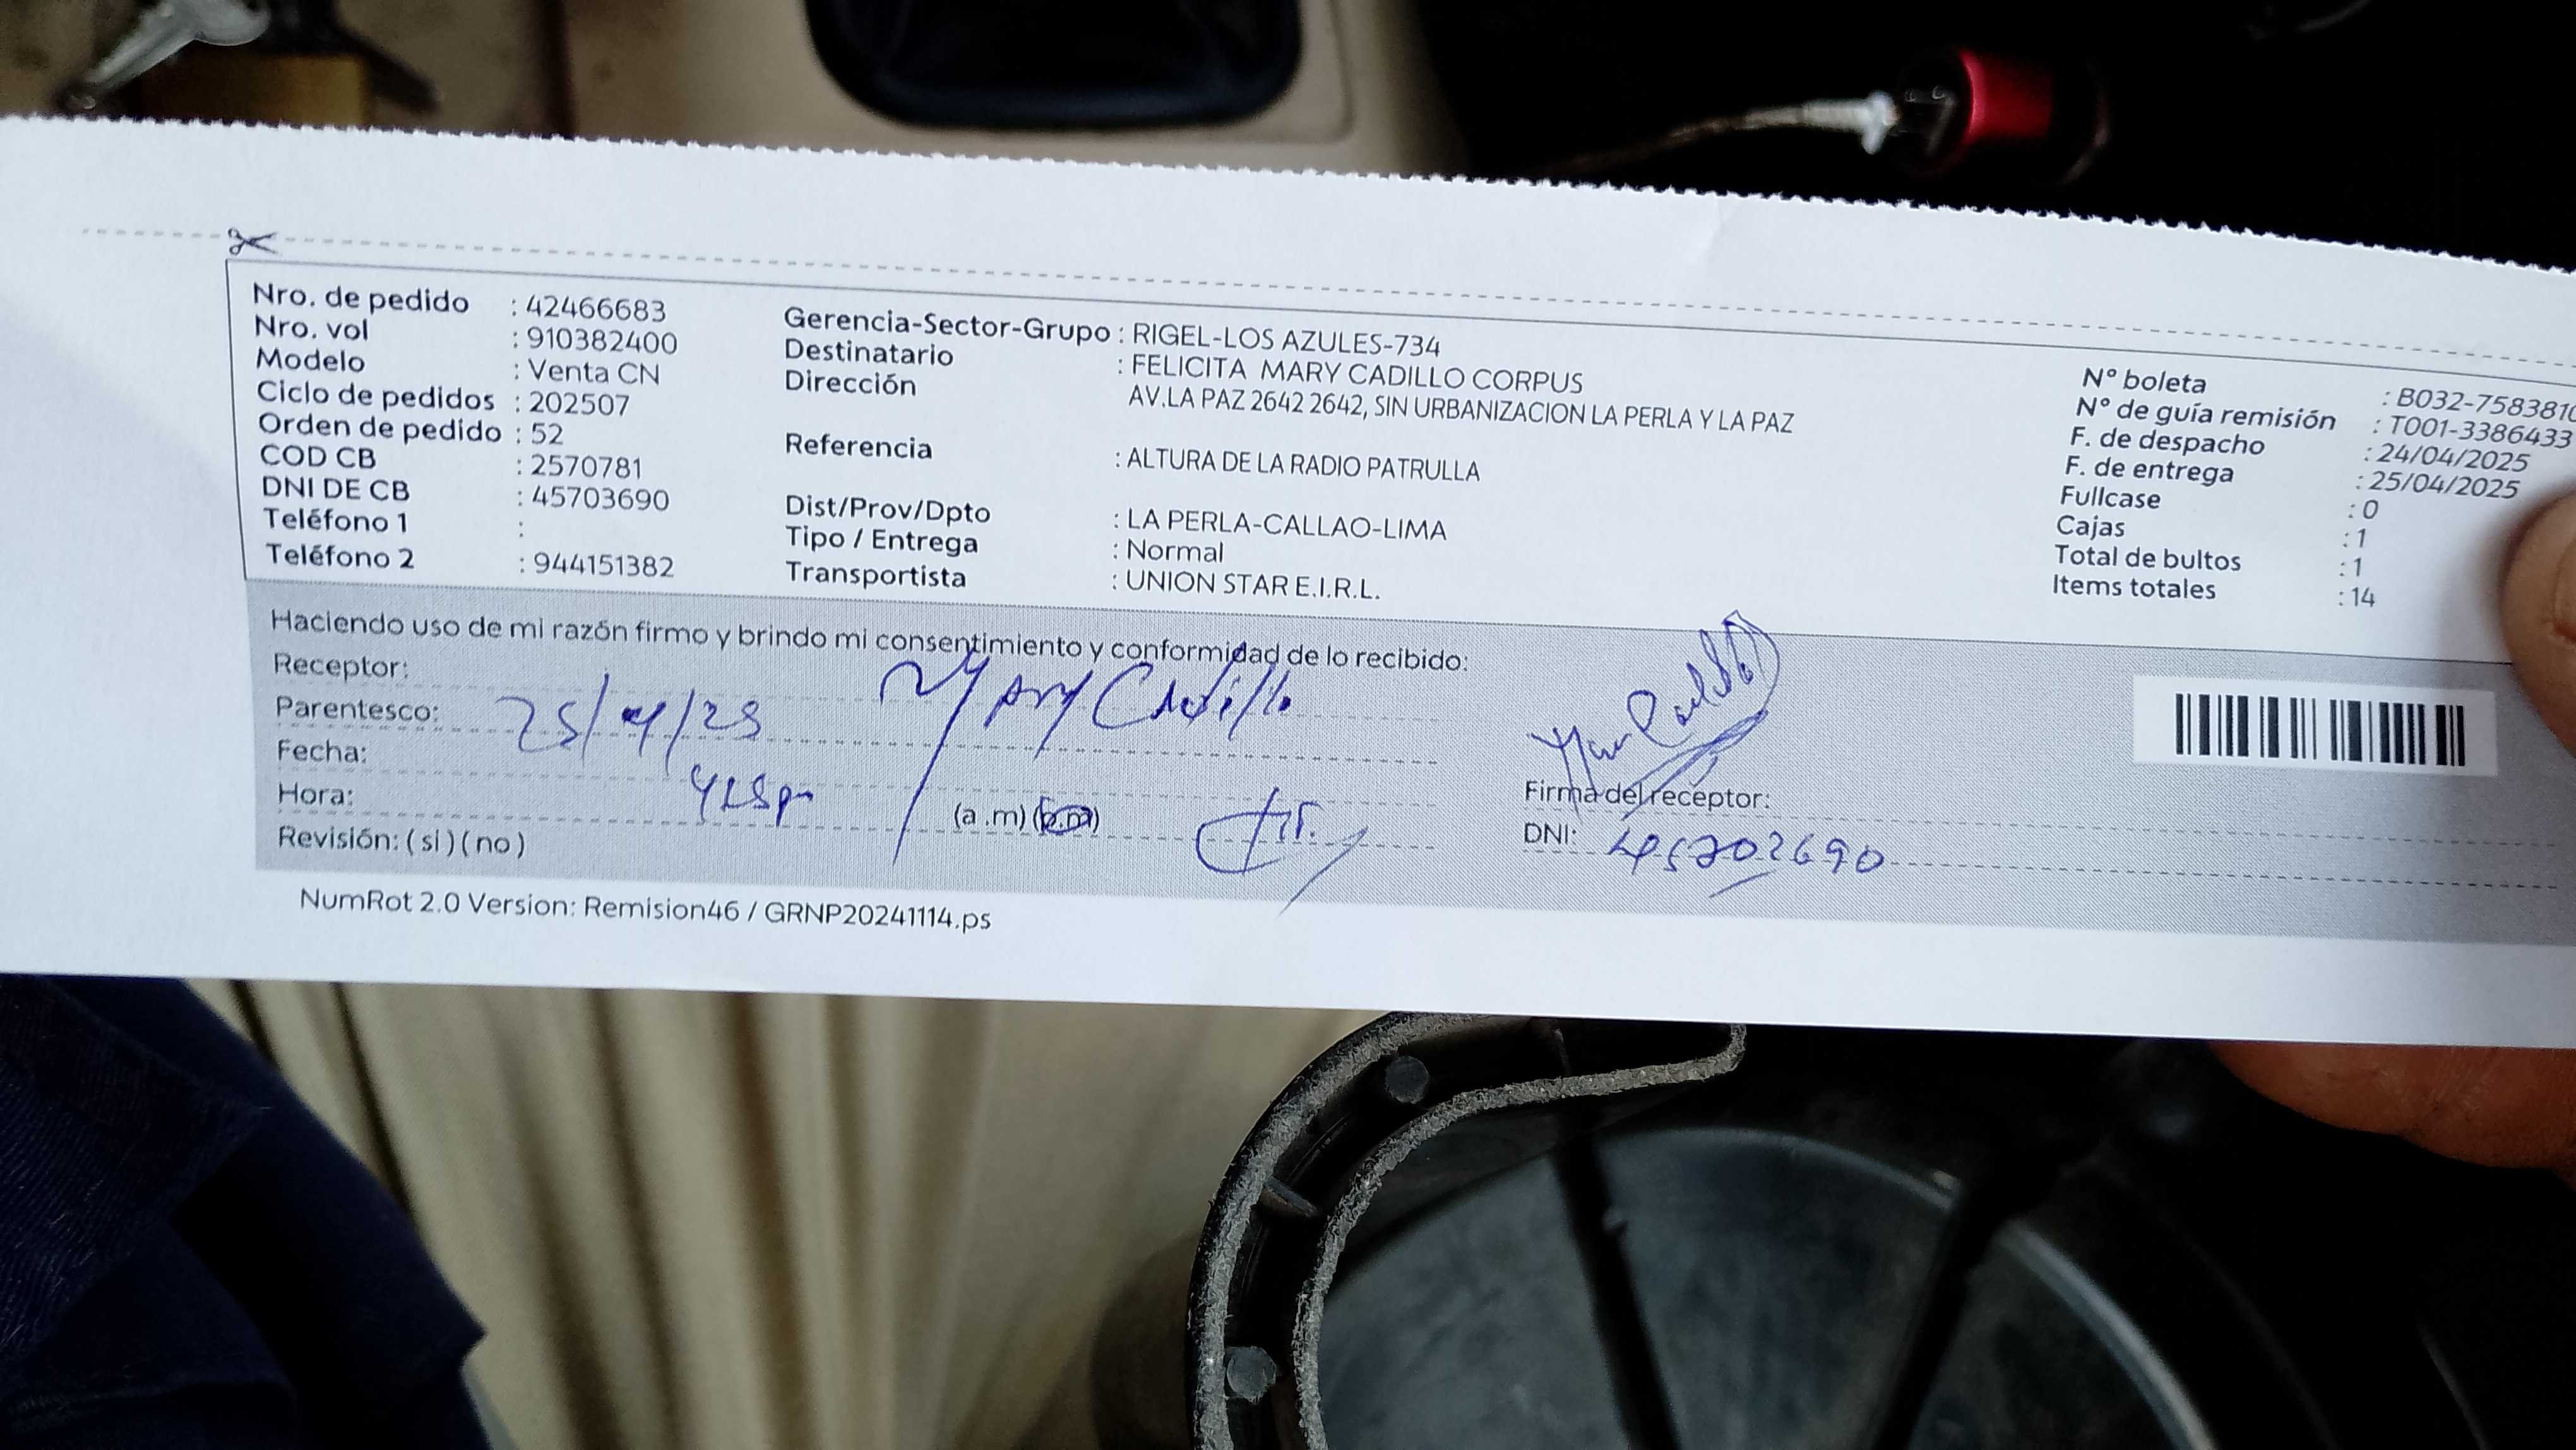 Nro. de pedido : 42466683
Nro. vol : 910382400
Modelo : Venta CN
Ciclo de pedidos : 202507
Orden de pedido : 52
COD CB : 2570781
DNI DE CB : 45703690
Teléfono 1 :
Teléfono 2 : 944151382
Gerencia-Sector-Grupo : RIGEL-LOS AZULES-734
Destinatario : FELICITA MARY CADILLO CORPUS
Dirección
AV.LA PAZ 2642 2642, SIN URBANIZACION LA PERLA Y LA PAZ
Referencia : ALTURA DE LA RADIO PATRULLA
Dist/Prov/Dpto : LA PERLA-CALLAO-LIMA
Tipo / Entrega : Normal
Transportista : UNION STAR E.I.R.L.
N° boleta : B032-7583810
N° de guía remisión : T001-3386433
F. de despacho : 24/04/2025
F. de entrega : 25/04/2025
Fullcase : 0
Cajas : 1
Total de bultos : 1
Items totales : 14
Haciendo uso de mi razón firmo y brindo mi consentimiento y conformidad de lo recibido:
Receptor: Mary Cadillo
Parentesco:
Fecha: 25/4/25
Hora: (a.m) (p.m)
Revisión: ( si ) ( no )
Firma del receptor:
DNI: 45703690
NumRot 2.0 Version: Remision46 / GRNP20241114.ps